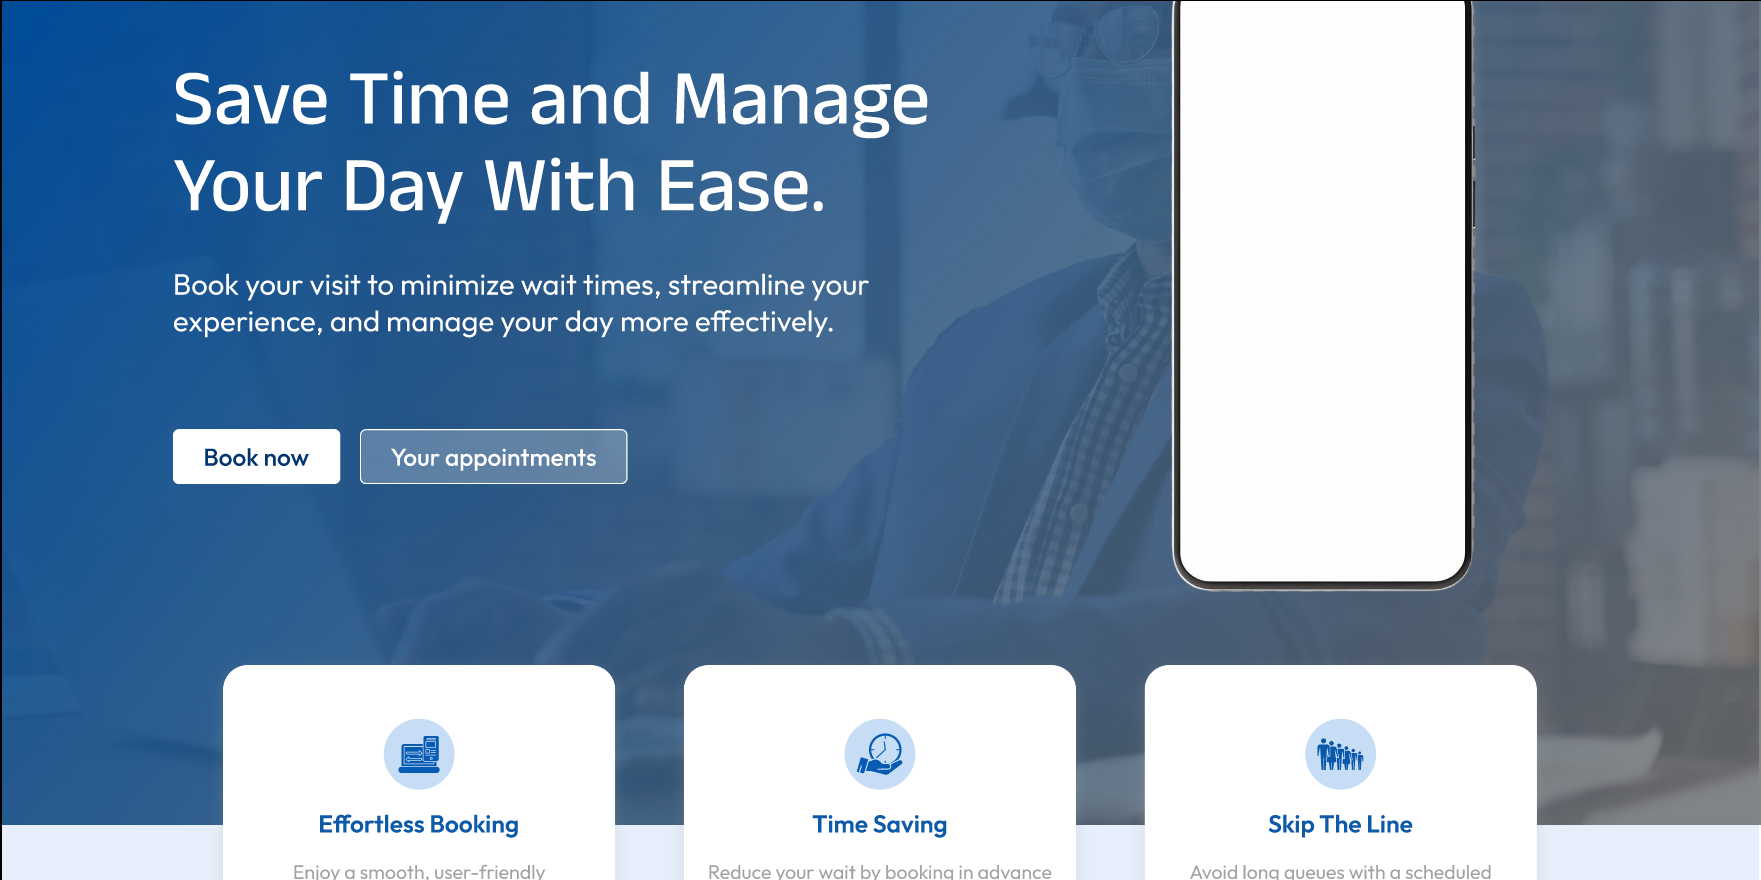 Save Time and Manage
Your Day With Ease.
Book your visit to minimize wait times, streamline your
experience, and manage your day more effectively.
Book now
Your appointments
Effortless Booking
Time Saving
Skip The Line
Enjoy a smooth, user-friendly
Reduce your wait by booking in advance
Avoid long queues with a scheduled